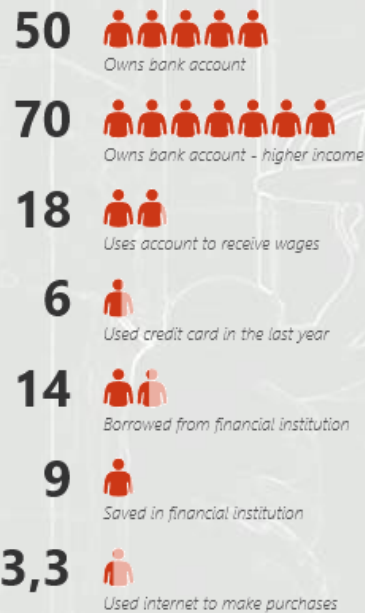 50
Owns bank account
70
Owns bank account - higher income
18
Uses account to receive wages
6
Used credit card in the last year
14
Borrowed from financial institution
9
Saved in financial institution
3,3
Used internet to make purchases